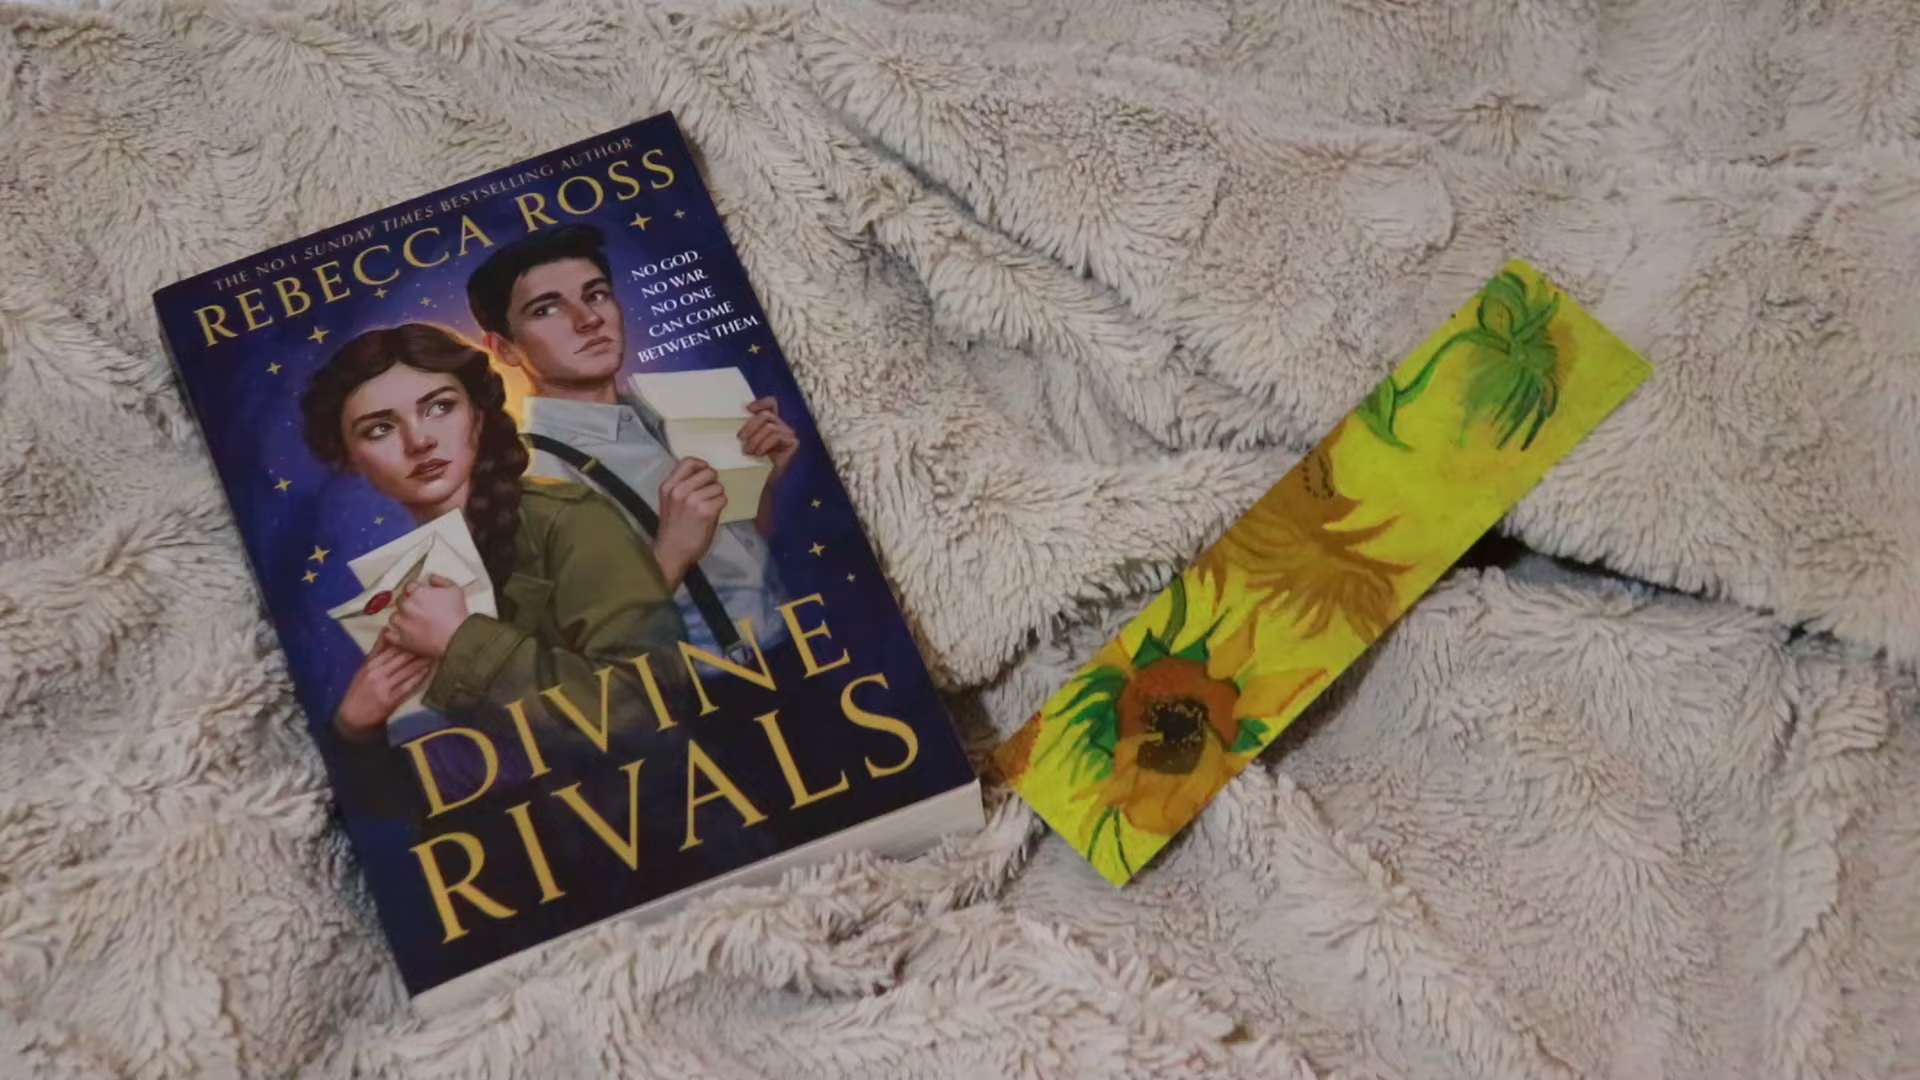 THE NO 1 SUNDAY TIMES BESTSELLING AUTHOR
REBECCA ROSS
NO GOD.
NO WAR.
NO ONE
CAN COME
BETWEEN THEM.
DIVINE
RIVALS